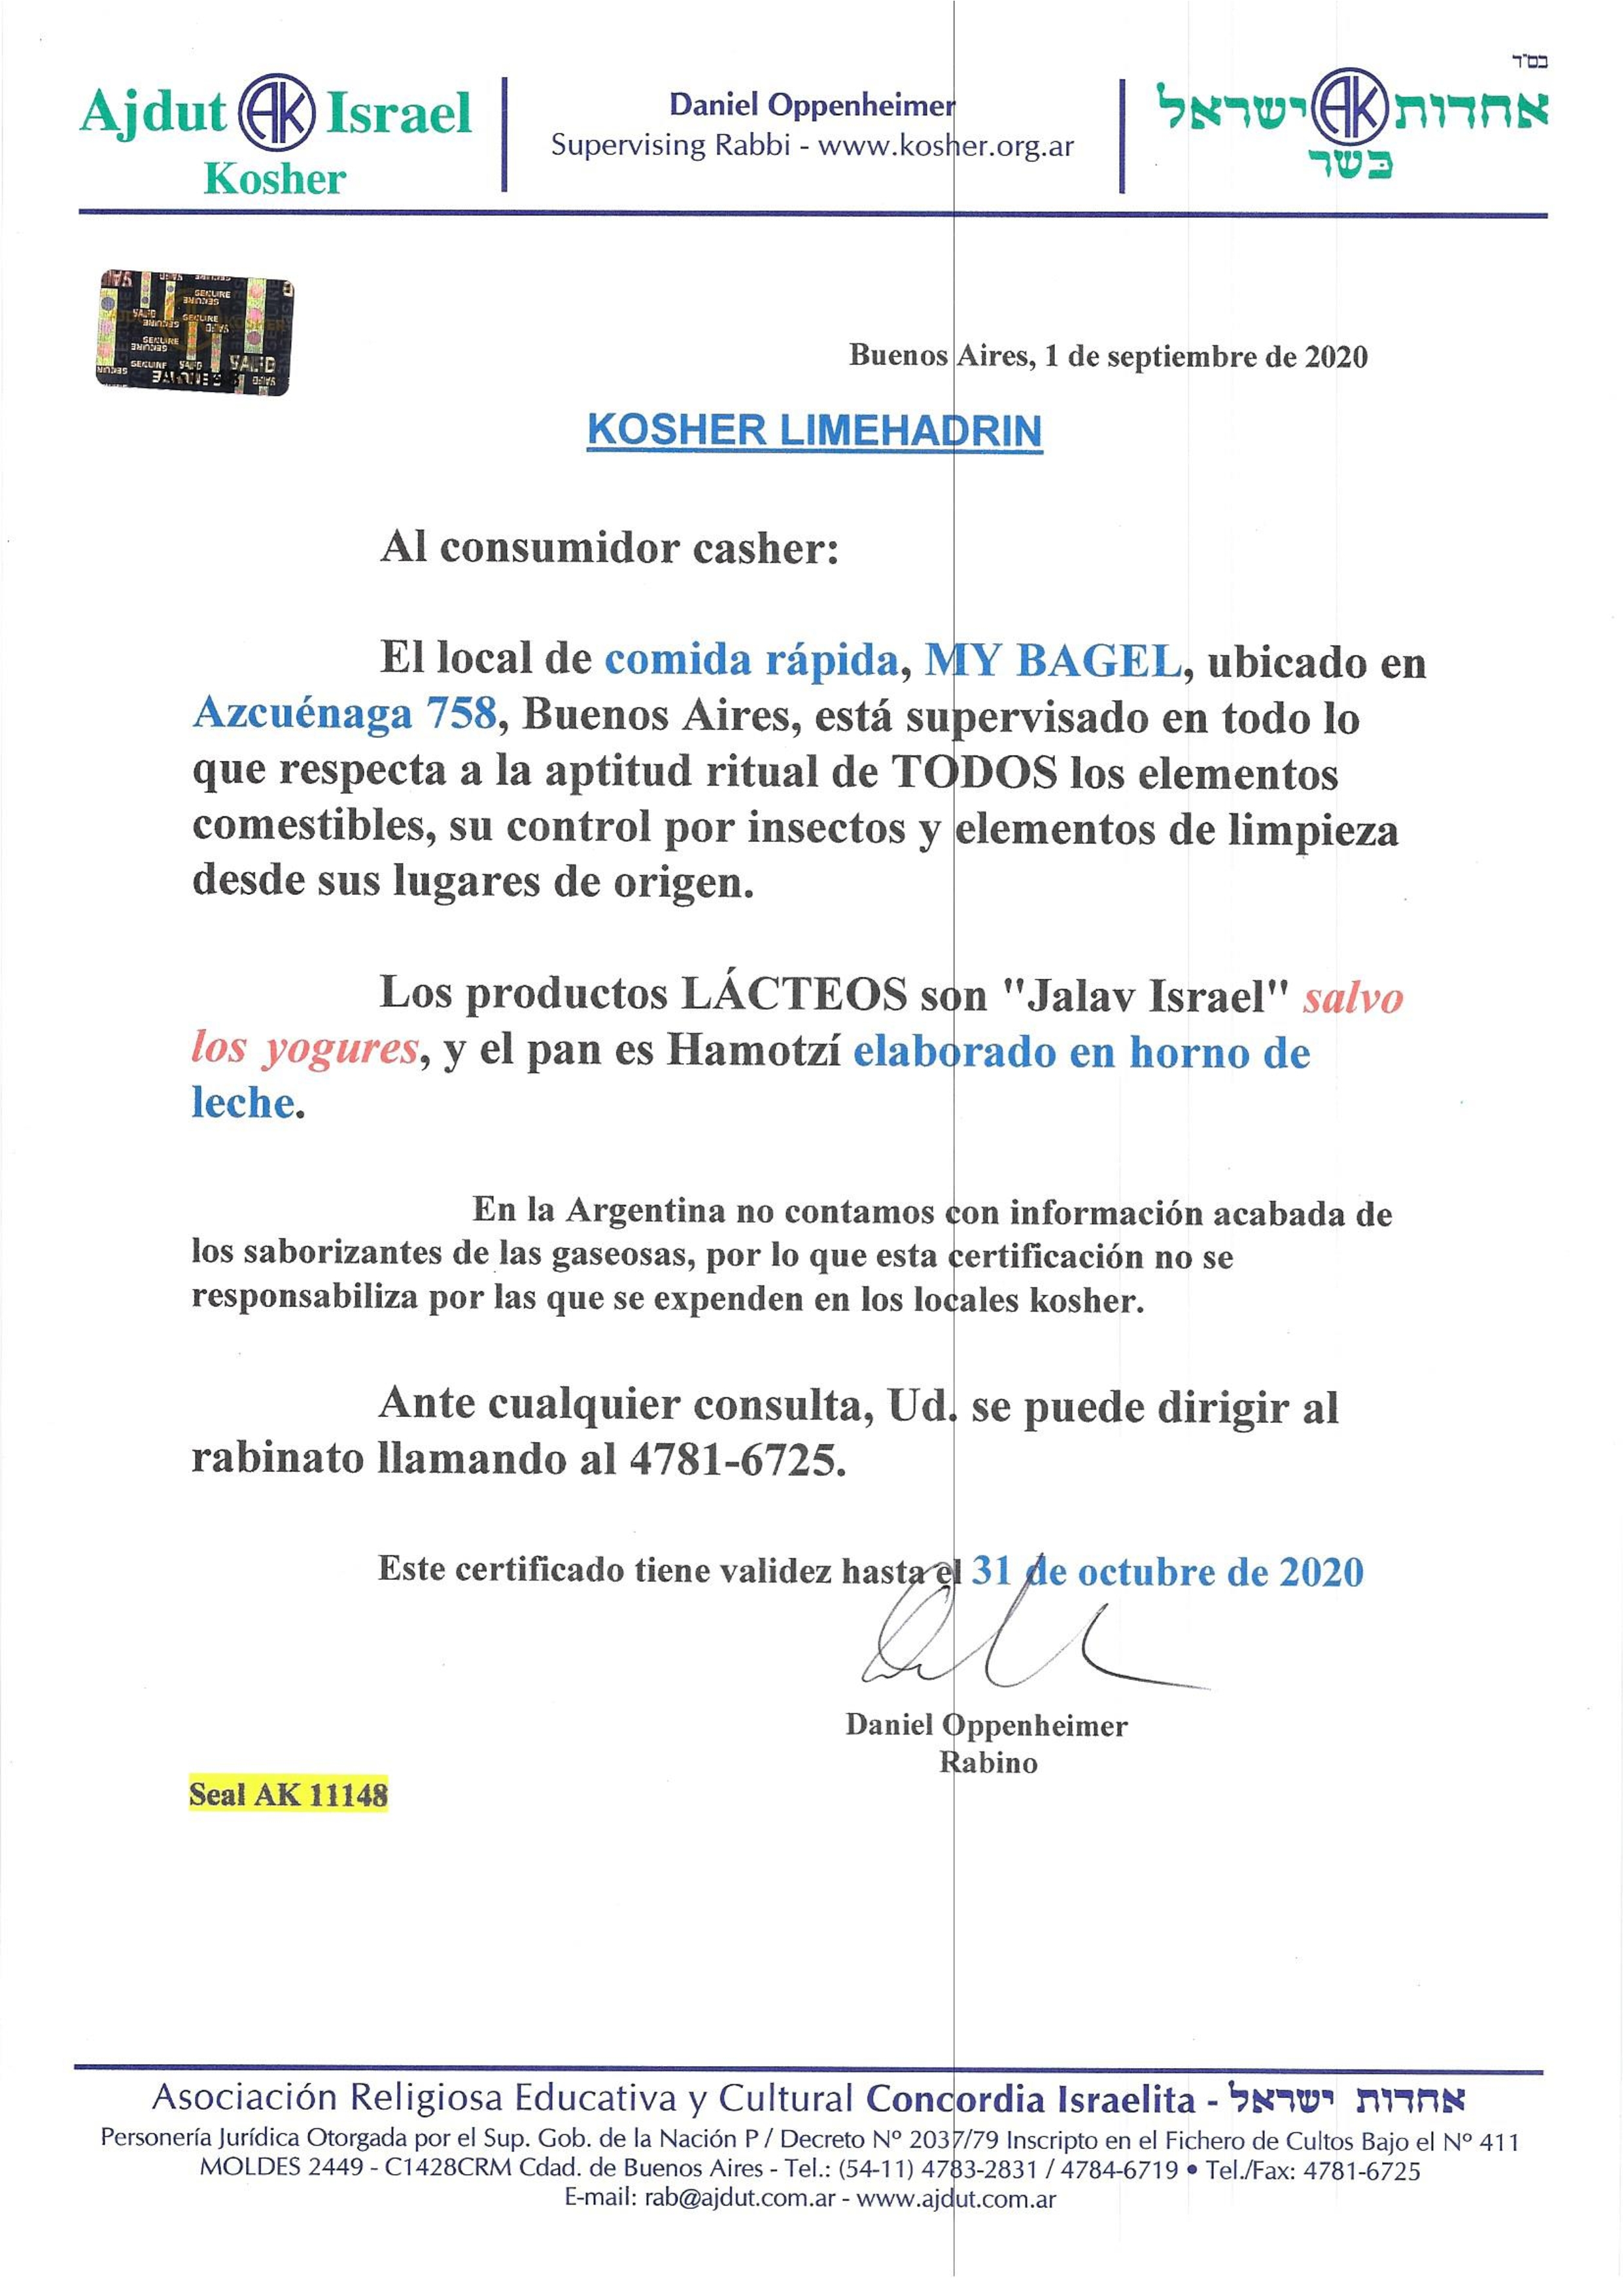 בס"ד
Ajdut AK Israel
Kosher
Daniel Oppenheimer
Supervising Rabbi - www.kosher.org.ar
אחדות AK ישראל
כשר
SECURE
VALID
Buenos Aires, 1 de septiembre de 2020
KOSHER LIMEHADRIN
Al consumidor casher:
El local de comida rápida, MY BAGEL, ubicado en
Azcuénaga 758, Buenos Aires, está supervisado en todo lo
que respecta a la aptitud ritual de TODOS los elementos
comestibles, su control por insectos y elementos de limpieza
desde sus lugares de origen.
Los productos LÁCTEOS son "Jalav Israel" salvo
los yogures, y el pan es Hamotzí elaborado en horno de
leche.
En la Argentina no contamos con información acabada de
los saborizantes de las gaseosas, por lo que esta certificación no se
responsabiliza por las que se expenden en los locales kosher.
Ante cualquier consulta, Ud. se puede dirigir al
rabinato llamando al 4781-6725.
Este certificado tiene validez hasta el 31 de octubre de 2020
Daniel Oppenheimer
Rabino
Seal AK 11148
Asociación Religiosa Educativa y Cultural Concordia Israelita - אחדות ישראל
Personería Jurídica Otorgada por el Sup. Gob. de la Nación P / Decreto Nº 2037/79 Inscripto en el Fichero de Cultos Bajo el Nº 411
MOLDES 2449 - C1428CRM Cdad. de Buenos Aires - Tel.: (54-11) 4783-2831 / 4784-6719 • Tel./Fax: 4781-6725
E-mail: rab@ajdut.com.ar - www.ajdut.com.ar